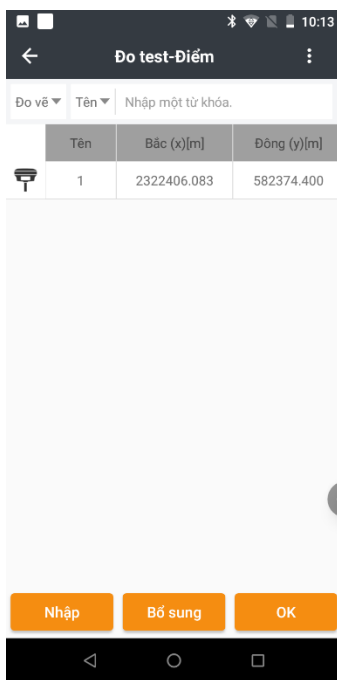 10:13
Đo test-Điểm
Đo vẽ Tên Nhập một từ khóa.
Tên Bắc (x)[m] Đông (y)[m]
1 2322406.083 582374.400
Nhập Bổ sung OK